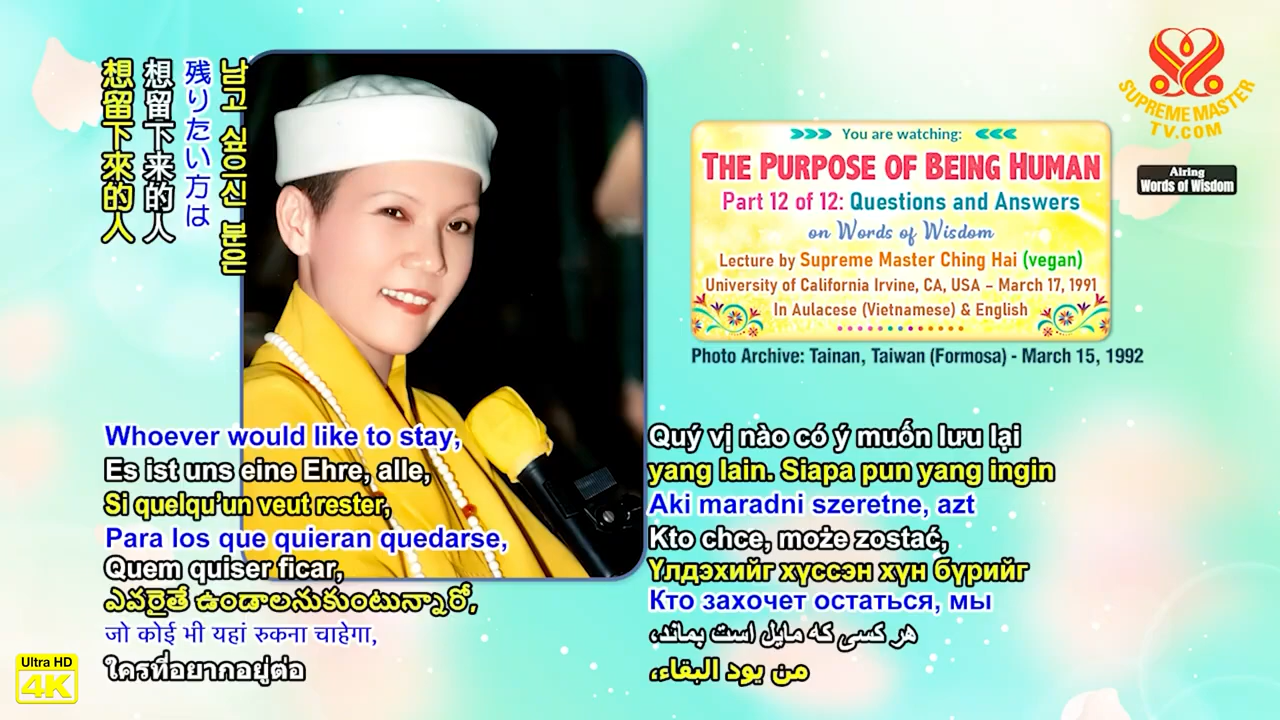 想留下來的人
想留下来的人
残りたい方は
남고 싶으신 분은
SUPREME MASTER
TV.COM
Airing
Words of Wisdom
You are watching:
THE PURPOSE OF BEING HUMAN
Part 12 of 12: Questions and Answers
on Words of Wisdom
Lecture by Supreme Master Ching Hai (vegan)
University of California Irvine, CA, USA – March 17, 1991
In Aulacese (Vietnamese) & English
Photo Archive: Tainan, Taiwan (Formosa) - March 15, 1992
Whoever would like to stay,
Es ist uns eine Ehre, alle,
Si quelqu’un veut rester,
Para los que quieran quedarse,
Quem quiser ficar,
ఎవరైతే ఉండాలనుకుంటున్నారో,
जो कोई भी यहां रुकना चाहेगा,
ใครที่อยากอยู่ต่อ
Quý vị nào có ý muốn lưu lại
yang lain. Siapa pun yang ingin
Aki maradni szeretne, azt
Kto chce, może zostać,
Үлдэхийг хүссэн хүн бүрийг
Кто захочет остаться, мы
هر کسی که مایل است بماند،
من يود البقاء،
Ultra HD
4K